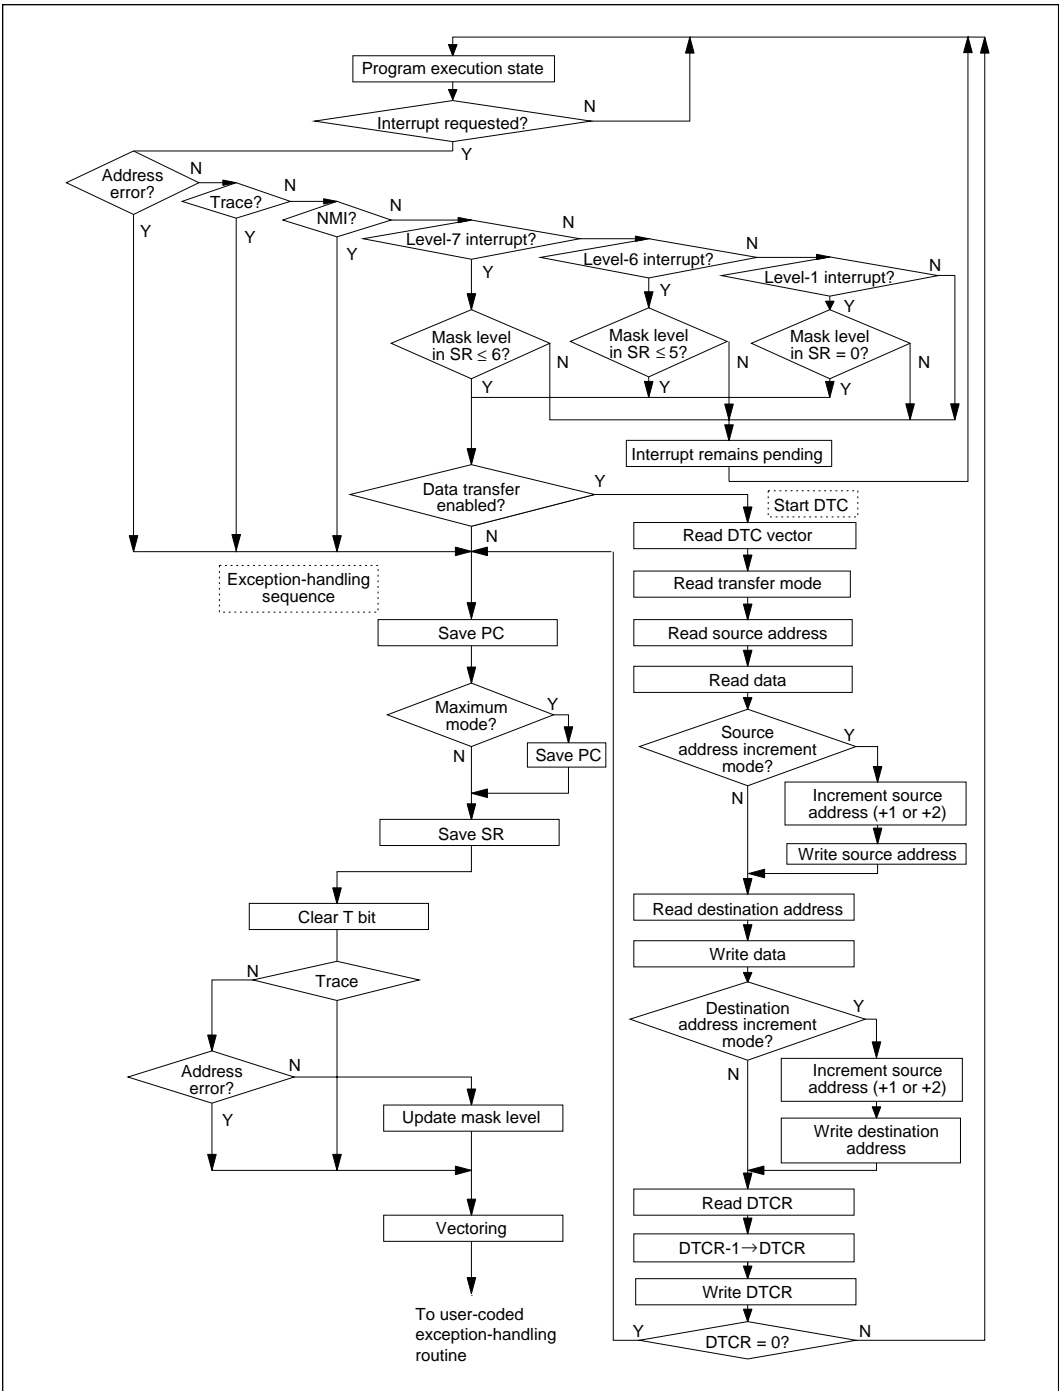 Program execution state
Interrupt requested?
N
Y
Address
error?
N
Y
Trace?
N
Y
NMI?
N
Y
Level-7 interrupt?
N
Y
Level-6 interrupt?
N
Y
Level-1 interrupt?
N
Y
Mask level
in SR ≤ 6?
N
Y
Mask level
in SR ≤ 5?
N
Y
Mask level
in SR = 0?
N
Y
Interrupt remains pending
Data transfer
enabled?
Y
N
Start DTC
Exception-handling
sequence
Save PC
Maximum
mode?
Y
N
Save PC
Save SR
Clear T bit
Trace
N
Address
error?
N
Y
Update mask level
Vectoring
To user-coded
exception-handling
routine
Read DTC vector
Read transfer mode
Read source address
Read data
Source
address increment
mode?
Y
N
Increment source
address (+1 or +2)
Write source address
Read destination address
Write data
Destination
address increment
mode?
Y
N
Increment source
address (+1 or +2)
Write destination
address
Read DTCR
DTCR-1→DTCR
Write DTCR
DTCR = 0?
Y
N